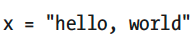 x = "hello, world"